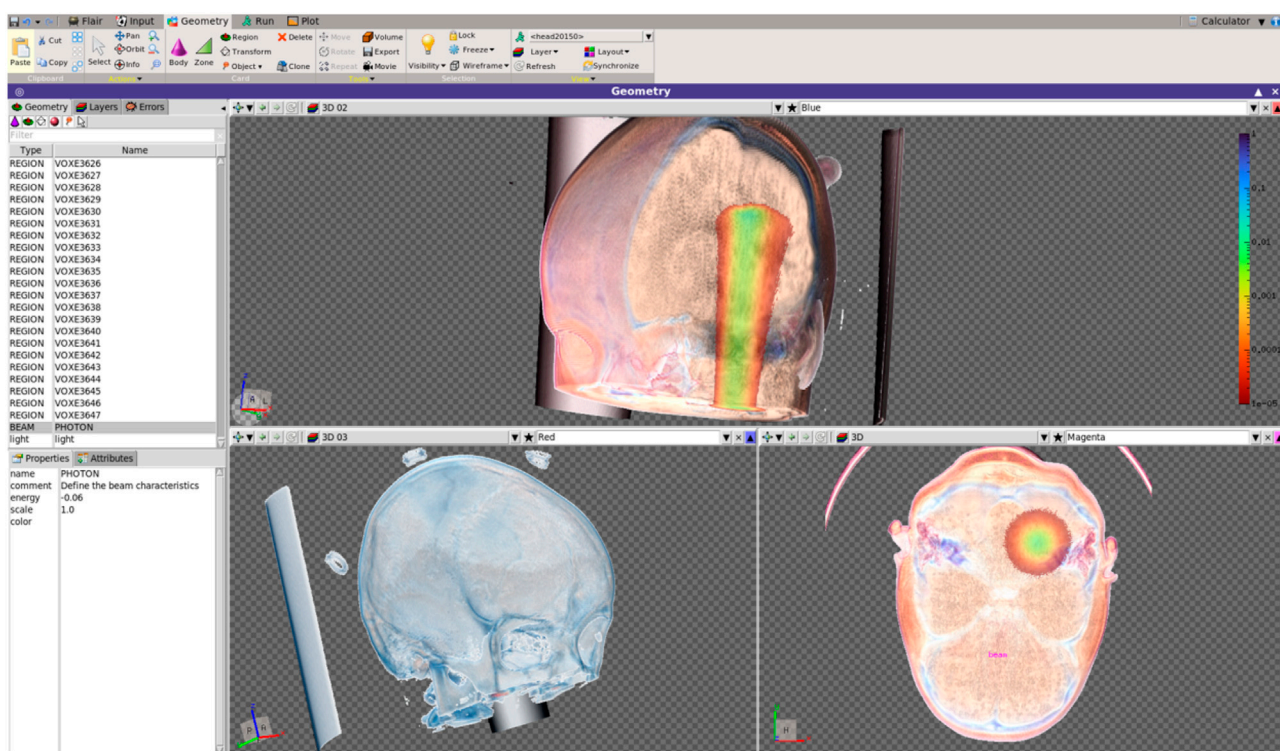 Flair Input Geometry Run Plot Calculator
Paste Cut Copy Select Pan Orbit Info Body Zone Region Transform Object Delete Clone Move Rotate Repeat Volume Export Movie Visibility Lock Freeze Wireframe <head20150> Layer Refresh Layout Synchronize
Clipboard Actions Card Tools Selection View
Geometry
Geometry Layers Errors
3D 02 Blue
Filter
Type Name
REGION VOXE3626
REGION VOXE3627
REGION VOXE3628
REGION VOXE3629
REGION VOXE3630
REGION VOXE3631
REGION VOXE3632
REGION VOXE3633
REGION VOXE3634
REGION VOXE3635
REGION VOXE3636
REGION VOXE3637
REGION VOXE3638
REGION VOXE3639
REGION VOXE3640
REGION VOXE3641
REGION VOXE3642
REGION VOXE3643
REGION VOXE3644
REGION VOXE3645
REGION VOXE3646
REGION VOXE3647
BEAM PHOTON
light light
1
0.1
0.01
0.001
0.0001
1e-05
A L
Properties Attributes
name PHOTON
comment Define the beam characteristics
energy -0.06
scale 1.0
color
3D 03 Red
P A
3D Magenta
beam
H